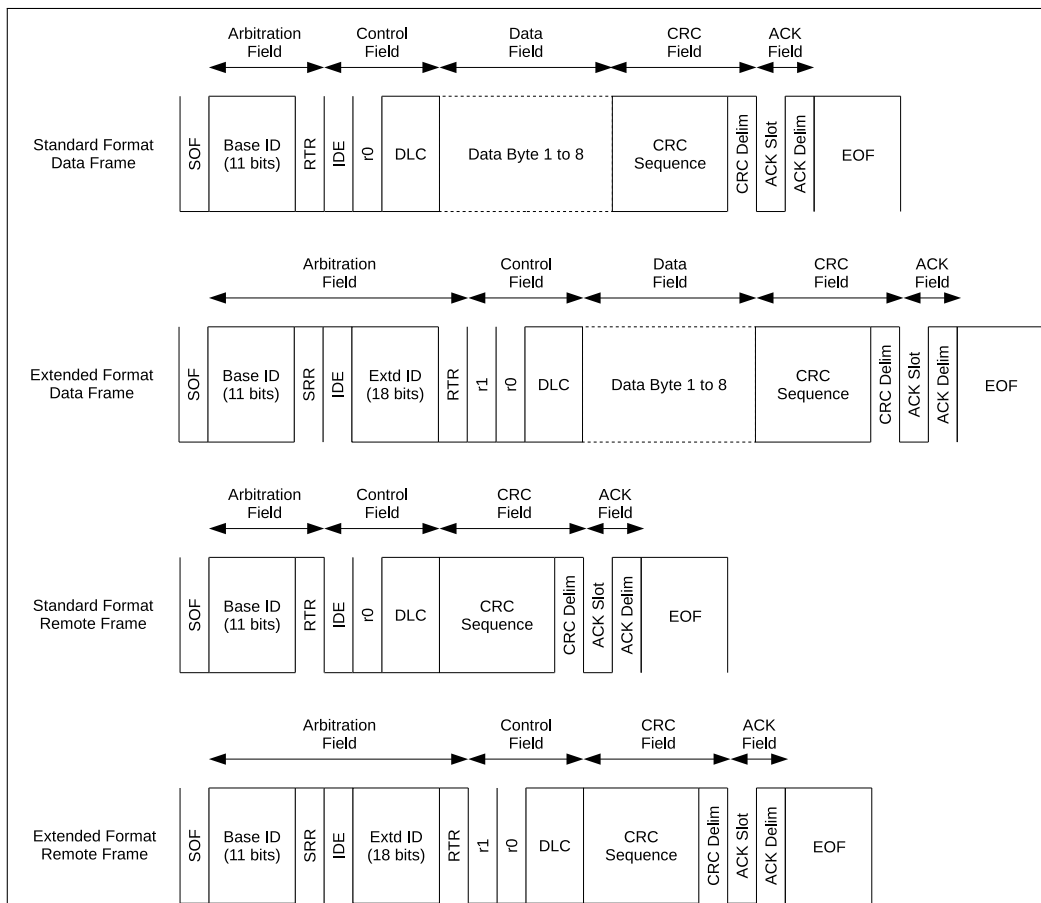 Arbitration Field
Control Field
Data Field
CRC Field
ACK Field
Standard Format Data Frame
SOF
Base ID (11 bits)
RTR
IDE
r0
DLC
Data Byte 1 to 8
CRC Sequence
CRC Delim
ACK Slot
ACK Delim
EOF
Arbitration Field
Control Field
Data Field
CRC Field
ACK Field
Extended Format Data Frame
SOF
Base ID (11 bits)
SRR
IDE
Extd ID (18 bits)
RTR
r1
r0
DLC
Data Byte 1 to 8
CRC Sequence
CRC Delim
ACK Slot
ACK Delim
EOF
Arbitration Field
Control Field
CRC Field
ACK Field
Standard Format Remote Frame
SOF
Base ID (11 bits)
RTR
IDE
r0
DLC
CRC Sequence
CRC Delim
ACK Slot
ACK Delim
EOF
Arbitration Field
Control Field
CRC Field
ACK Field
Extended Format Remote Frame
SOF
Base ID (11 bits)
SRR
IDE
Extd ID (18 bits)
RTR
r1
r0
DLC
CRC Sequence
CRC Delim
ACK Slot
ACK Delim
EOF